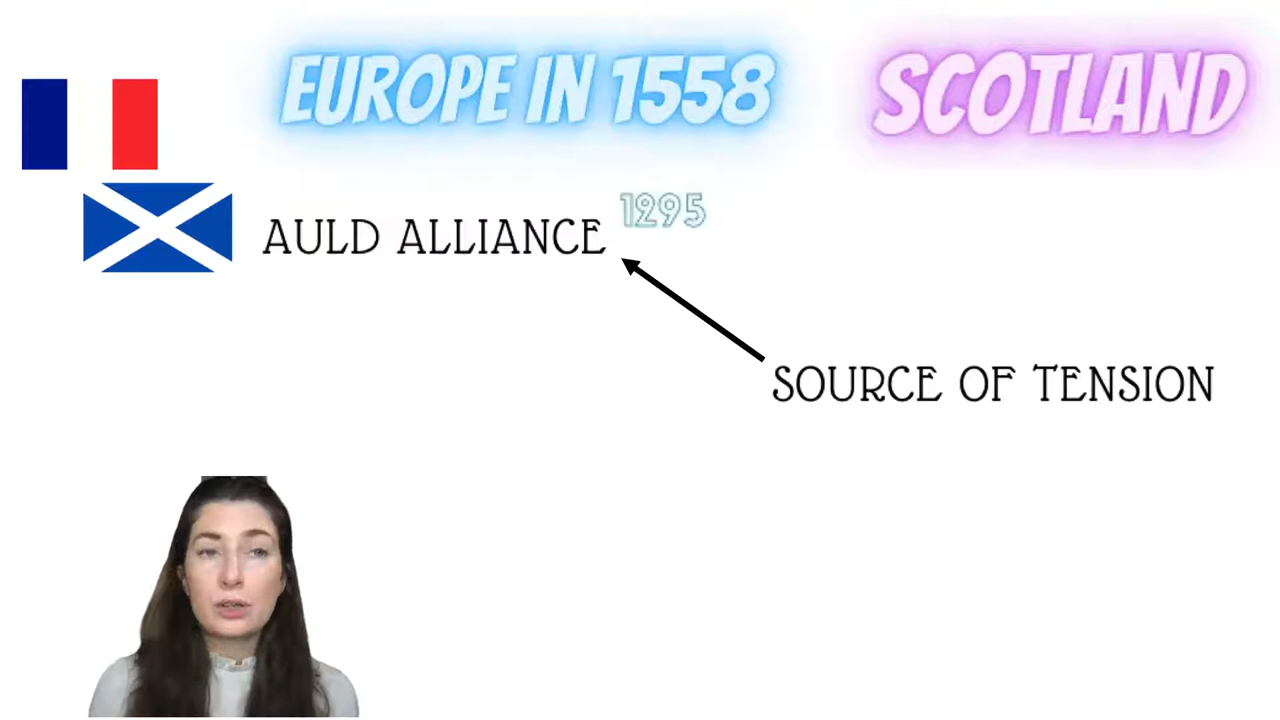 EUROPE IN 1558
SCOTLAND
AULD ALLIANCE 1295
SOURCE OF TENSION